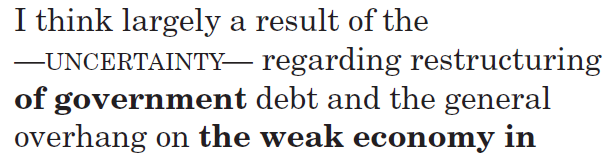 I think largely a result of the
—UNCERTAINTY— regarding restructuring
of government debt and the general
overhang on the weak economy in